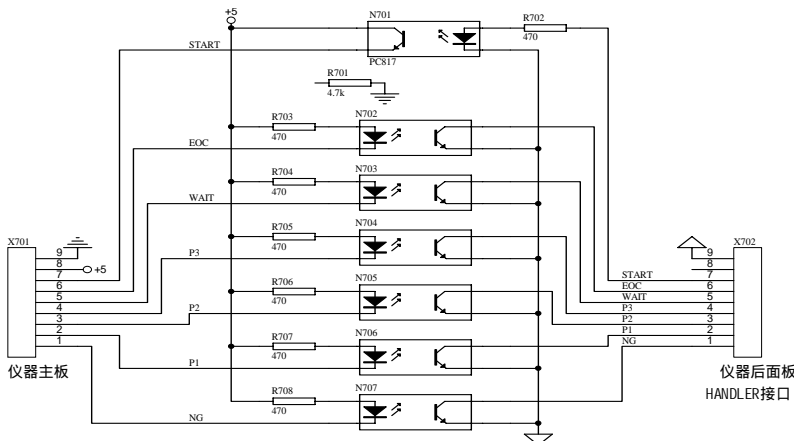 +5
N701
R702
470
START
PC817
R701
4.7k
R703
470
N702
EOC
R704
470
N703
WAIT
R705
470
N704
X701
X702
9
8
7
6
5
4
3
2
1
+5
P3
R706
470
N705
P2
R707
470
N706
P1
R708
470
N707
NG
START
EOC
WAIT
P3
P2
P1
NG
9
8
7
6
5
4
3
2
1
仪器主板
仪器后面板
HANDLER接口